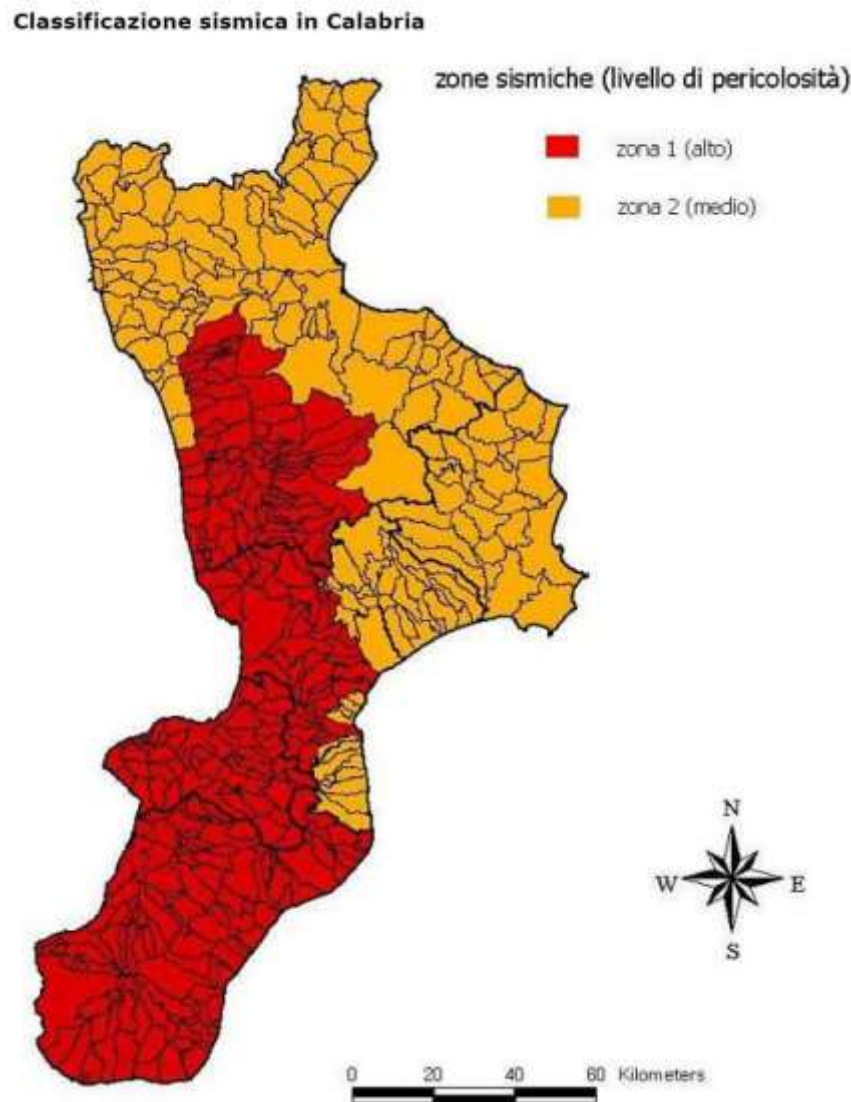 Classificazione sismica in Calabria
zone sismiche (livello di pericolosità)
zona 1 (alto)
zona 2 (medio)
N
W E
S
0 20 40 60 Kilometers